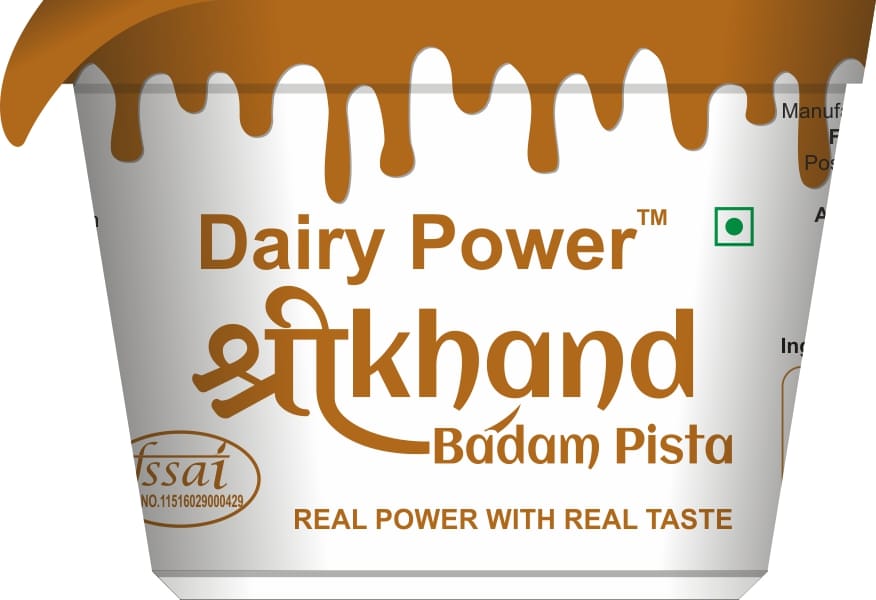 Dairy Power™
श्रीkhand
Badam Pista
fssai
NO.11516029000429
REAL POWER WITH REAL TASTE